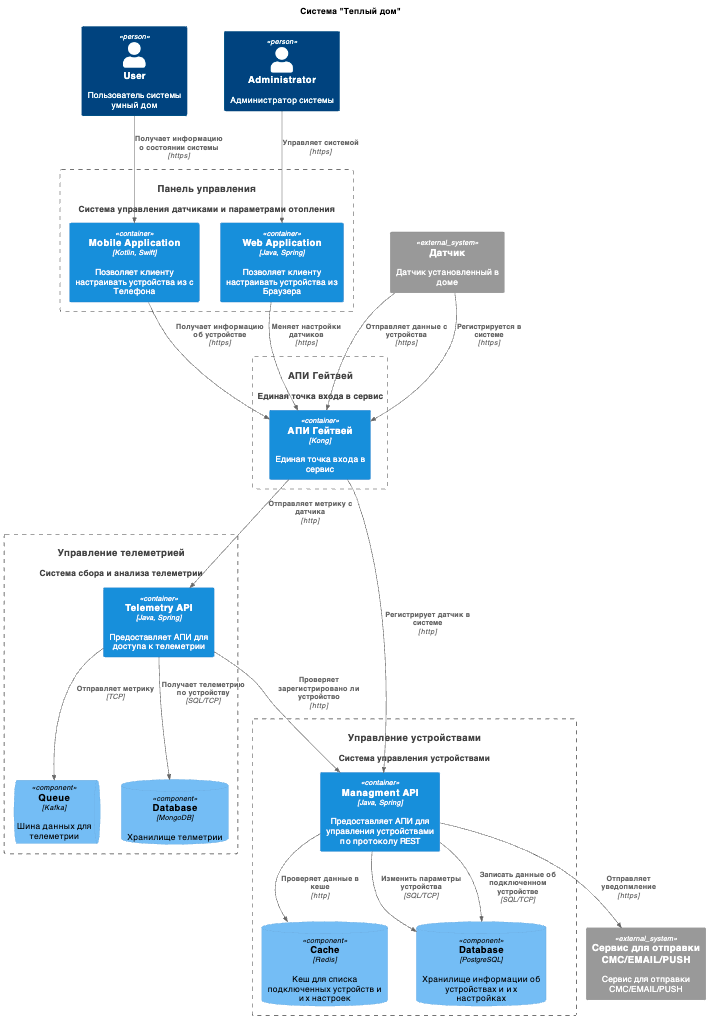 Система "Теплый дом"
«person»
User
Пользователь системы
умный дом
«person»
Administrator
Администратор системы
Получает информацию
о состоянии системы
[https]
Управляет системой
[https]
Панель управления
Система управления датчиками и параметрами отопления
«container»
Mobile Application
[Kotlin, Swift]
Позволяет клиенту
настраивать устройства из с
Телефона
«container»
Web Application
[Java, Spring]
Позволяет клиенту
настраивать устройства из
Браузера
«external_system»
Датчик
Датчик установленный в
доме
Получает информацию
об устройстве
[https]
Меняет настройки
датчиков
[https]
Отправляет данные с
устройства
[https]
Регистрируется в
системе
[https]
АПИ Гейтвей
Единая точка входа в сервис
«container»
АПИ Гейтвей
[Kong]
Единая точка входа в
сервис
Отправляет метрику с
датчика
[http]
Управление телеметрией
Система сбора и анализа телеметрии
«container»
Telemetry API
[Java, Spring]
Предоставляет АПИ для
доступа к телеметрии
Регистрирует датчик в
системе
[http]
Отправляет метрику
[TCP]
Получает телеметрию
по устройству
[SQL/TCP]
Проверяет
зарегистрировано ли
устройство
[http]
«component»
Queue
[Kafka]
Шина данных для
телеметрии
«component»
Database
[MongoDB]
Хранилище телметрии
Управление устройствами
Система управления устройствами
«container»
Managment API
[Java, Spring]
Предоставляет АПИ для
управления устройствами
по протоколу REST
Проверяет данные в
кеше
[http]
Изменить параметры
устройства
[SQL/TCP]
Записать данные об
подключенном
устройстве
[SQL/TCP]
Отправляет
уведомпление
[https]
«component»
Cache
[Redis]
Кеш для списка
подключенных устройств и
их настроек
«component»
Database
[PostgreSQL]
Хранилище информации об
устройствах и их
настройках
«external_system»
Сервис для отправки
СМС/EMAIL/PUSH
Сервис для отправки
СМС/EMAIL/PUSH